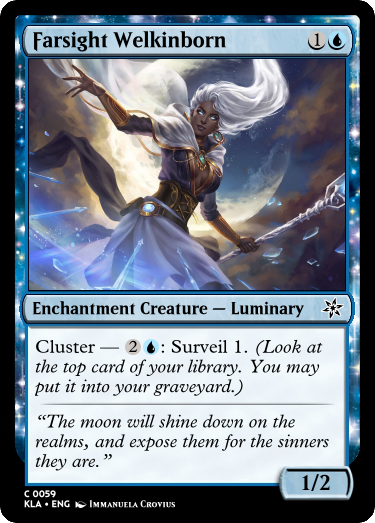 Farsight Welkinborn 1
Enchantment Creature — Luminary
Cluster — 2: Surveil 1. (Look at
the top card of your library. You may
put it into your graveyard.)
“The moon will shine down on the
realms, and expose them for the sinners
they are.”
1/2
C 0059
KLA • ENG Immanuela Crovius